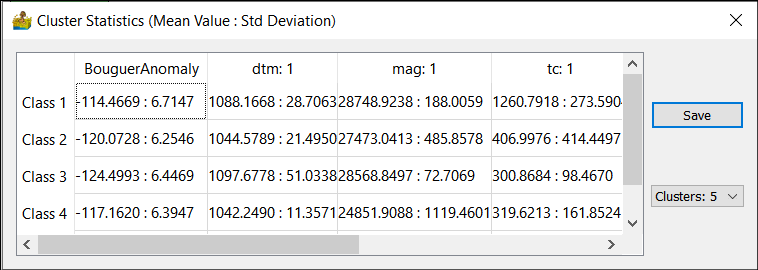 Cluster Statistics (Mean Value : Std Deviation)
BouguerAnomaly dtm: 1 mag: 1 tc: 1
Class 1 -114.4669 : 6.7147 1088.1668 : 28.7063 28748.9238 : 188.0059 1260.7918 : 273.590
Class 2 -120.0728 : 6.2546 1044.5789 : 21.4950 27473.0413 : 485.8578 406.9976 : 414.4497
Class 3 -124.4993 : 6.4469 1097.6778 : 51.0338 28568.8497 : 72.7069 300.8684 : 98.4670
Class 4 -117.1620 : 6.3947 1042.2490 : 11.3571 24851.9088 : 1119.4601 319.6213 : 161.8524
Save
Clusters: 5